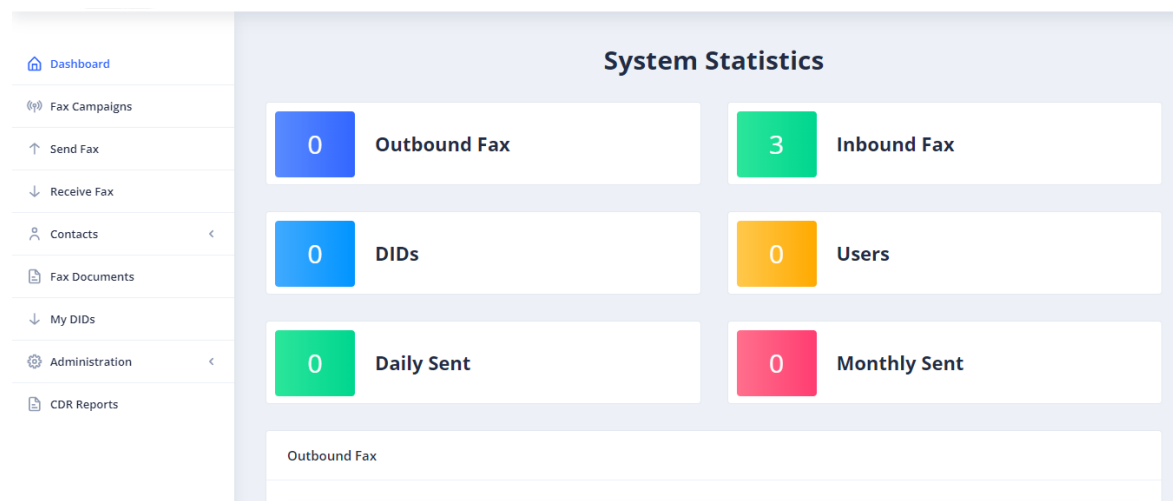 Dashboard
Fax Campaigns
Send Fax
Receive Fax
Contacts
Fax Documents
My DIDs
Administration
CDR Reports
System Statistics
0 Outbound Fax
3 Inbound Fax
0 DIDs
0 Users
0 Daily Sent
0 Monthly Sent
Outbound Fax